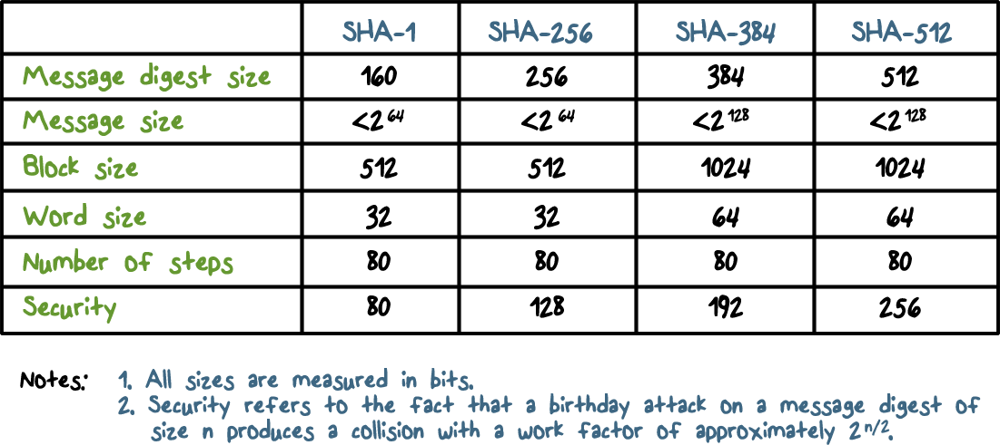 SHA-1 SHA-256 SHA-384 SHA-512
Message digest size 160 256 384 512
Message size <2^64 <2^64 <2^128 <2^128
Block size 512 512 1024 1024
Word size 32 32 64 64
Number of steps 80 80 80 80
Security 80 128 192 256
Notes: 1. All sizes are measured in bits.
2. Security refers to the fact that a birthday attack on a message digest of
size n produces a collision with a work factor of approximately 2^n/2.